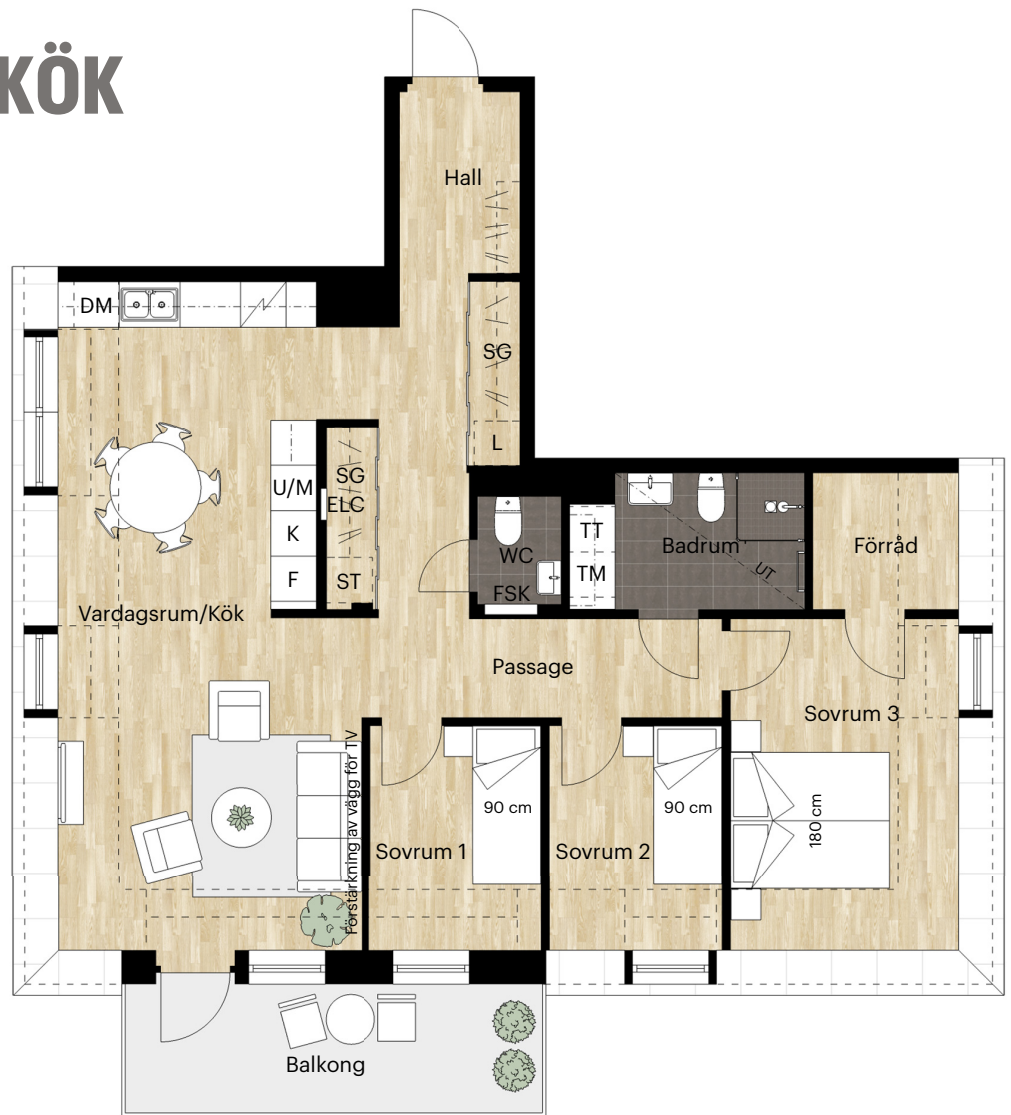 KÖK
Hall
DM
SG
L
SG
ELC
U/M
K
F
ST
WC
FSK
TT
TM
Badrum
UT
Förråd
Vardagsrum/Kök
Passage
Sovrum 3
Förstärkning av vägg för TV
90 cm
90 cm
180 cm
Sovrum 1
Sovrum 2
Balkong